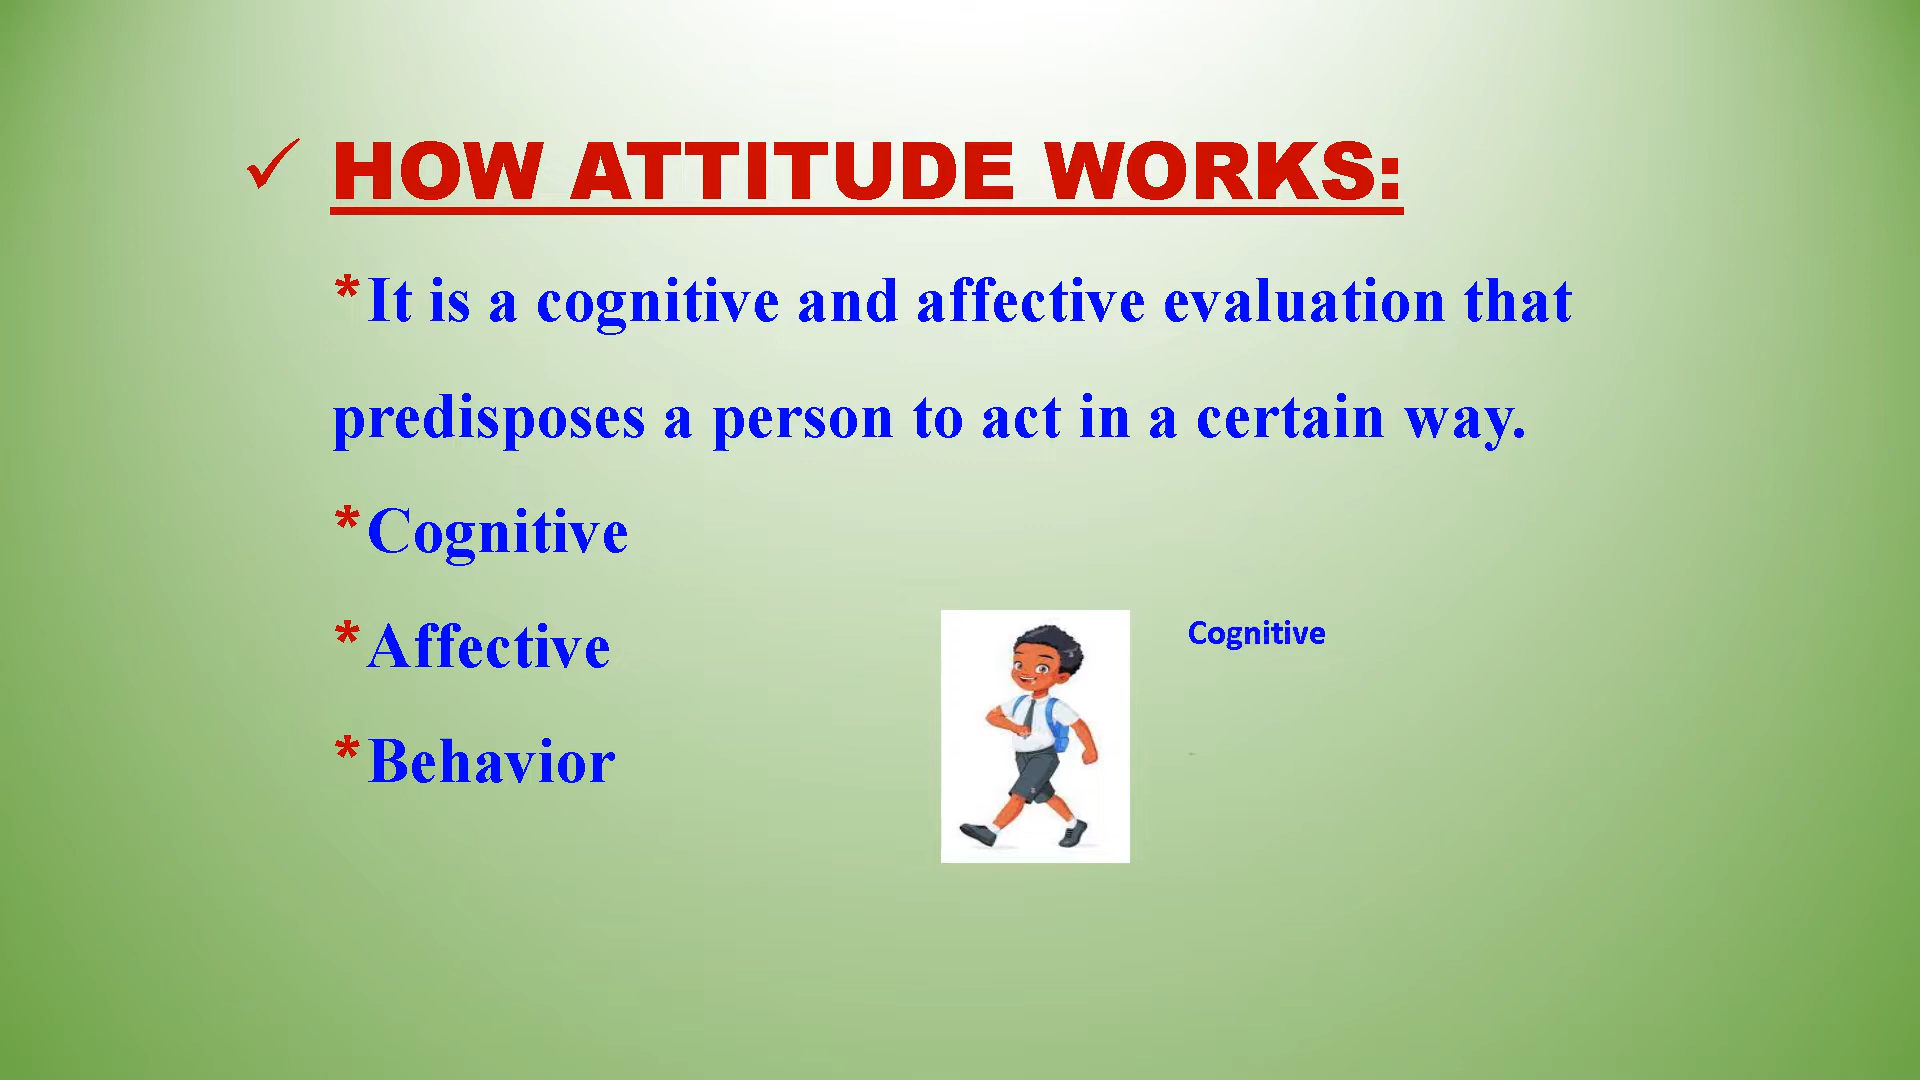 ✓ HOW ATTITUDE WORKS:
*It is a cognitive and affective evaluation that
predisposes a person to act in a certain way.
*Cognitive
*Affective
*Behavior
Cognitive